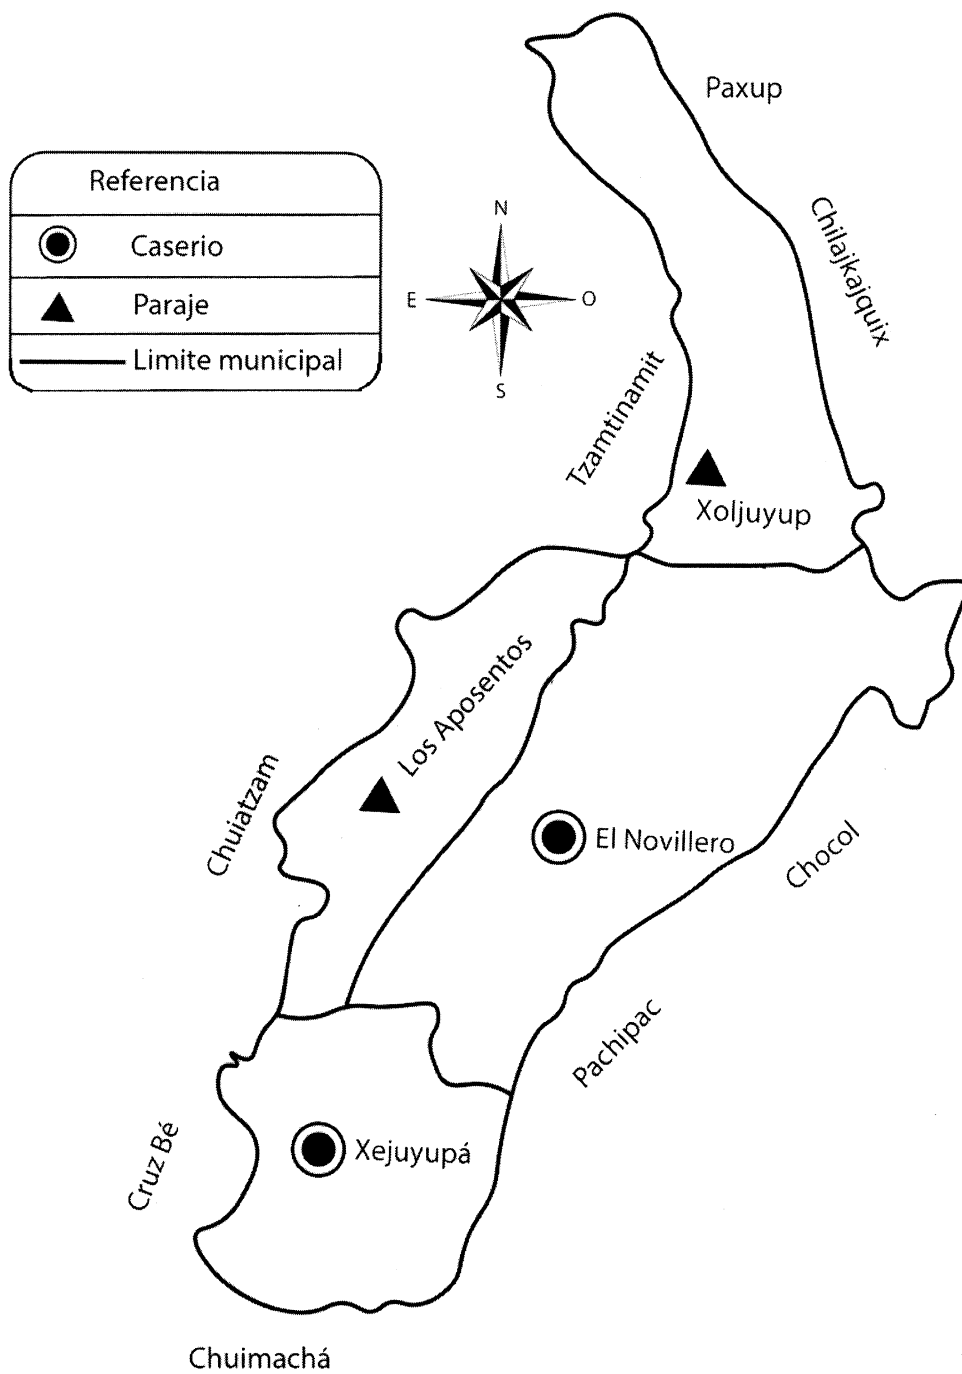 Paxup
Referencia
Caserio
Paraje
Limite municipal
N
E
O
S
Chilajkajquix
Tzamtinamit
Xoljuyup
Los Aposentos
Chuiatzam
El Novillero
Chocol
Pachipac
Cruz Bé
Xejuyupá
Chuimachá